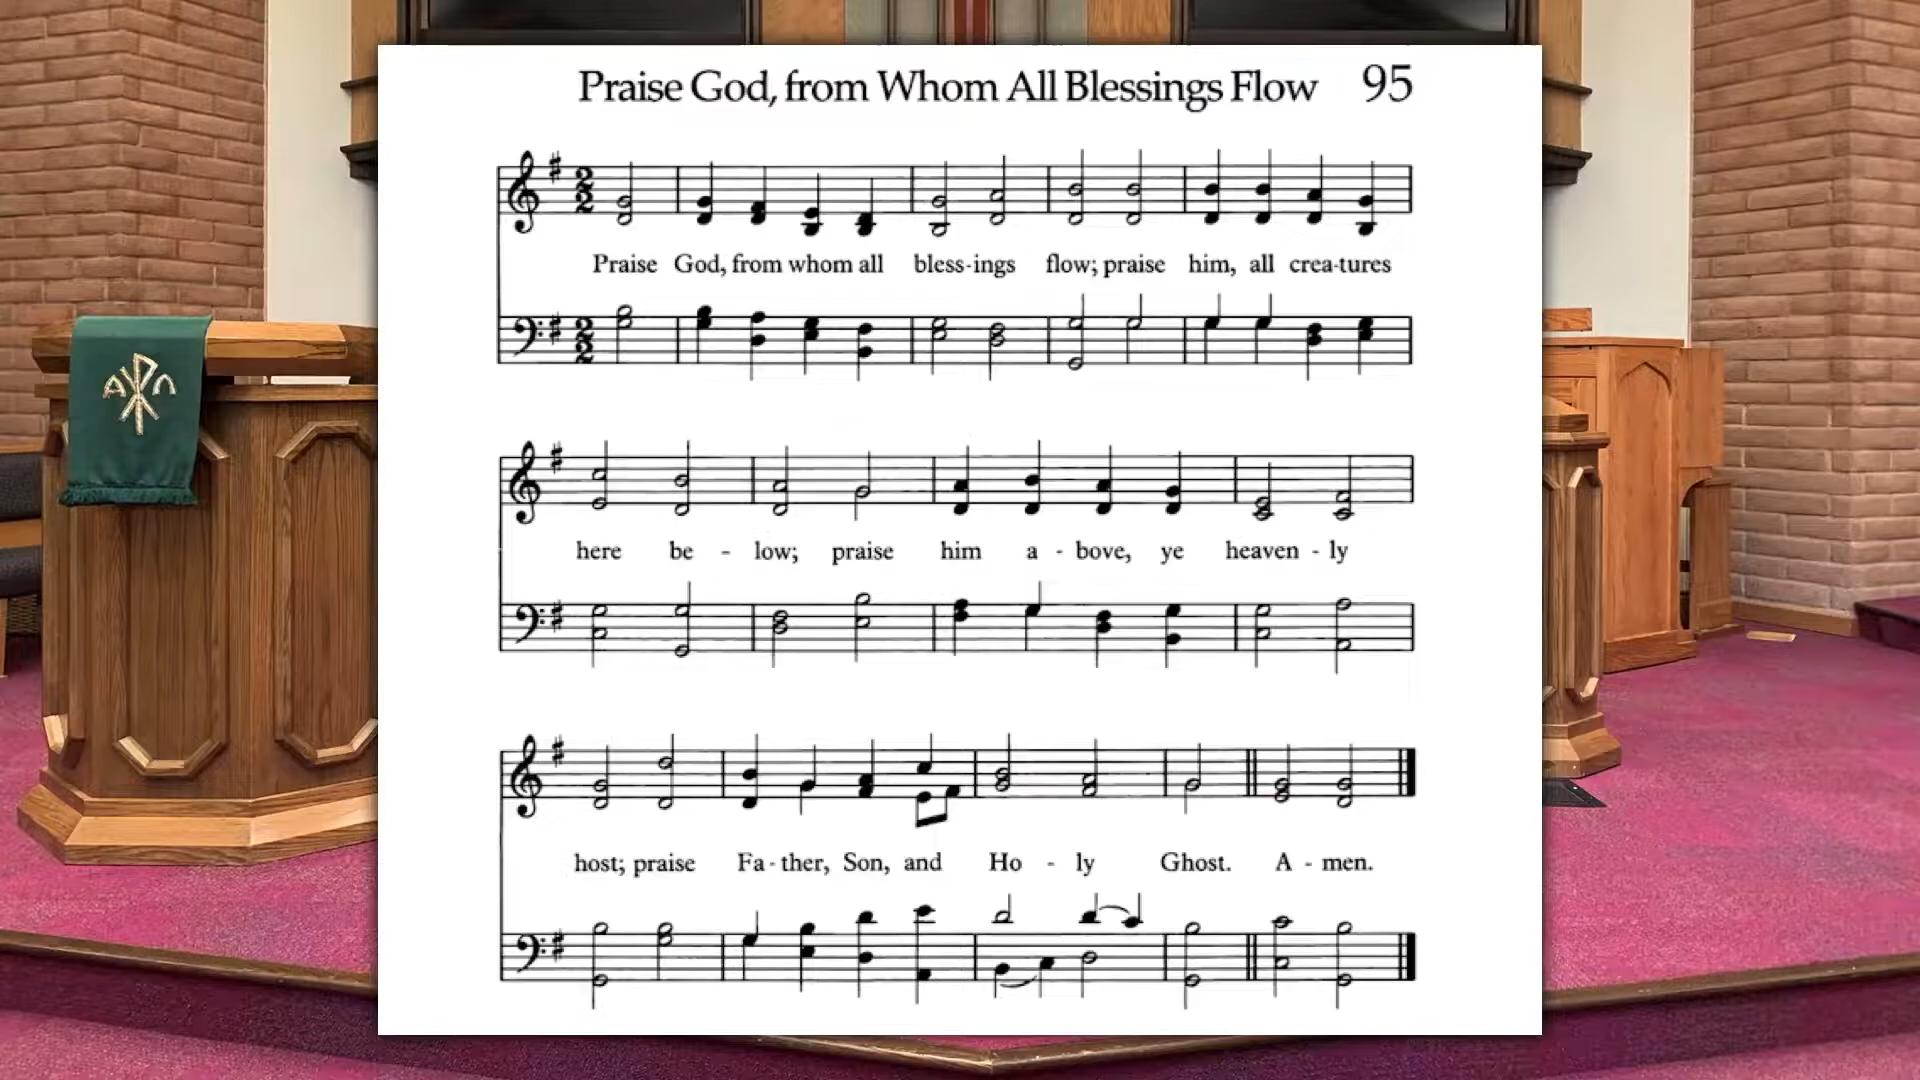 Praise God, from Whom All Blessings Flow 95
Praise God, from whom all bless-ings flow; praise him, all crea-tures
here be - low; praise him a - bove, ye heaven - ly
host; praise Fa - ther, Son, and Ho - ly Ghost. A - men.